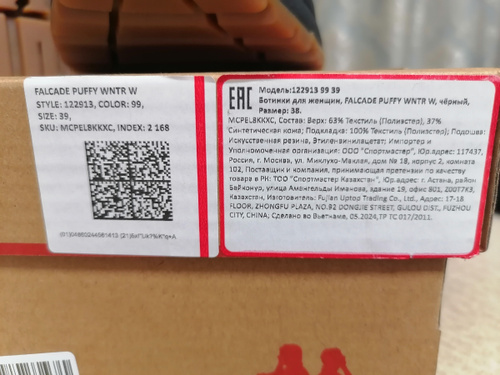 FALCADE PUFFY WNTR W
STYLE: 122913, COLOR: 99,
SIZE: 39,
SKU: MCPEL8KKXC, INDEX: 2 168
EAC
Модель:122913 99 39
Ботинки для женщин, FALCADE PUFFY WNTR W, чёрный,
Размер: 38.
MCPEL8KKXC, Состав: Верх: 63% Текстиль (Полиэстер), 37%
Синтетическая кожа; Подкладка: 100% Текстиль (Полиэстер); Подошва:
Искусственная резина, Этиленвинилацетат; Импортер и
Уполномоченная организация: ООО "Спортмастер", Юр.адрес: 117437,
Россия, г. Москва, ул. Миклухо-Маклая, дом № 18, корпус 2, комната
102, Поставщик и компания, принимающая претензии по качеству
товара в РК: ТОО "Спортмастер Казахстан", Юр.адрес: г. Астана, район
Байконур, улица Амангельды Иманова, здание 19, офис 801, Z00T7K3,
Казахстан, Изготовитель: Fujian Uptop Trading Co., Ltd., Адрес: 17-18
FLOOR, ZHONGFU PLAZA, NO.92 DONGJIE STREET, GULOU DIST., FUZHOU
CITY, CHINA, Сделано во Вьетнаме, 05.2024,ТР ТС 017/2011.